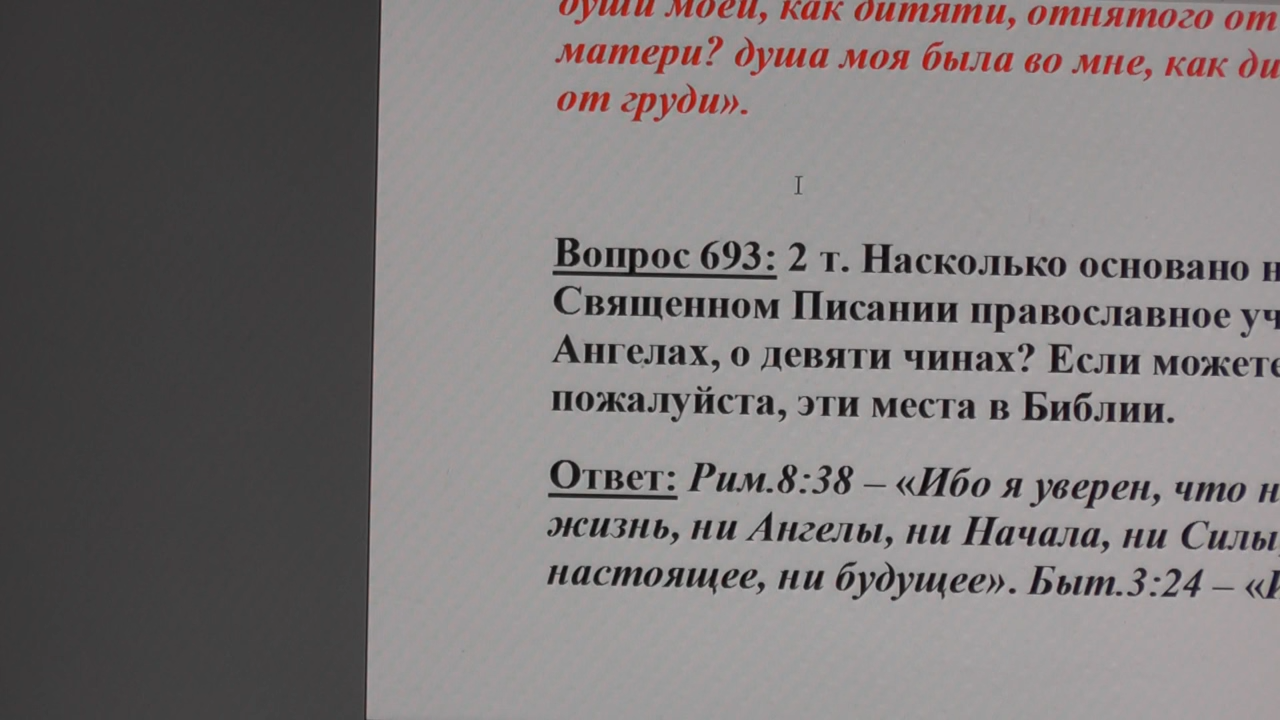 души моей, как дитяти, отнятого от
матери? душа моя была во мне, как
от груди».
Вопрос 693: 2 т. Насколько основано
Священном Писании православное
Ангелах, о девяти чинах? Если можете
пожалуйста, эти места в Библии.
Ответ: Рим.8:38 – «Ибо я уверен, что
жизнь, ни Ангелы, ни Начала, ни Силы,
настоящее, ни будущее». Быт.3:24 – «